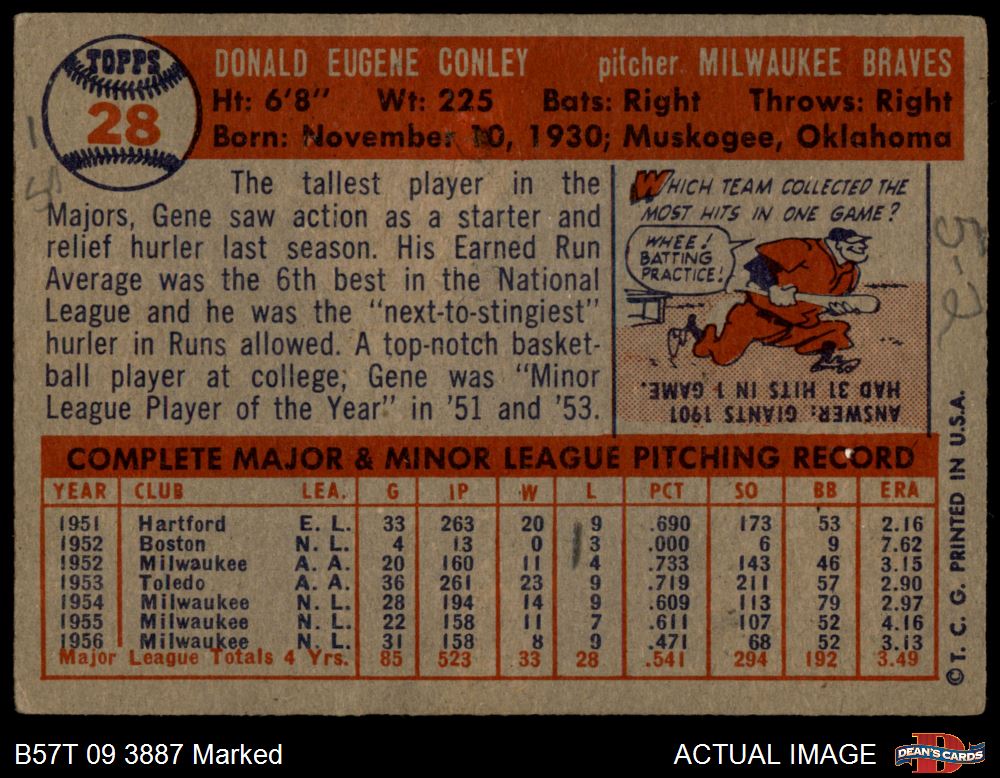 TOPPS
28
DONALD EUGENE CONLEY pitcher MILWAUKEE BRAVES
Ht: 6'8" Wt: 225 Bats: Right Throws: Right
Born: November 10, 1930; Muskogee, Oklahoma
The tallest player in the
Majors, Gene saw action as a starter and
relief hurler last season. His Earned Run
Average was the 6th best in the National
League and he was the "next-to-stingiest"
hurler in Runs allowed. A top-notch basket-
ball player at college, Gene was "Minor
League Player of the Year" in '51 and '53.
WHICH TEAM COLLECTED THE
MOST HITS IN ONE GAME?
WHEE!
BATTING
PRACTICE!
ANSWER: GIANTS 1901
HAD 31 HITS IN 1 GAME.
COMPLETE MAJOR & MINOR LEAGUE PITCHING RECORD
YEAR CLUB LEA. G IP W L PCT SO BB ERA
1951 Hartford E. L. 33 263 20 9 .690 173 53 2.16
1952 Boston N. L. 4 13 0 3 .000 6 9 7.62
1952 Milwaukee A. A. 20 160 11 4 .733 143 46 3.15
1953 Toledo A. A. 36 261 23 9 .719 211 57 2.90
1954 Milwaukee N. L. 28 194 14 9 .609 113 79 2.97
1955 Milwaukee N. L. 22 158 11 7 .611 107 52 4.16
1956 Milwaukee N. L. 31 158 8 9 .471 68 52 3.13
Major League Totals 4 Yrs. 85 523 33 28 .541 294 192 3.49
© T. C. G. PRINTED IN U.S.A.
B57T 09 3887 Marked
ACTUAL IMAGE
DEAN'S CARDS